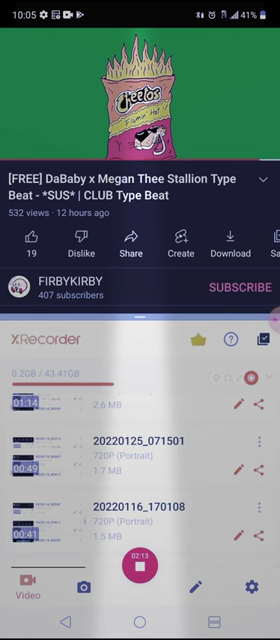 10:05
41%
Cheetos
Flamin' Hot
[FREE] DaBaby x Megan Thee Stallion Type
Beat - *SUS* | CLUB Type Beat
532 views · 12 hours ago
19
Dislike
Share
Create
Download
Sa
FIRBYKIRBY
407 subscribers
SUBSCRIBE
XRecorder
0.2GB / 43.41GB
01:14
2.6 MB
20220125_071501
720P (Portrait)
00:49
1.7 MB
20220116_170108
720P (Portrait)
00:41
1.5 MB
02:13
Video